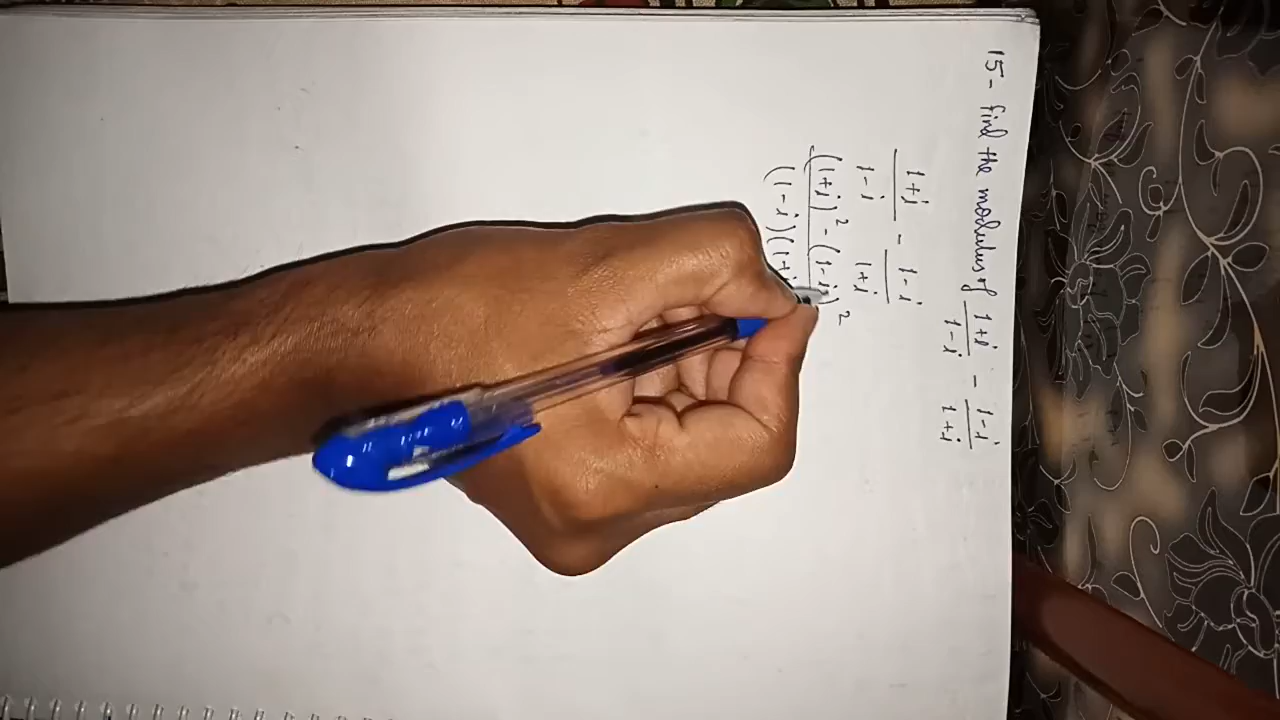 15- find the modulus of 1+i/1-i - 1-i/1+i
1+i/1-i - 1-i/1+i
(1+i)² - (1-i)²/(1-i)(1+i